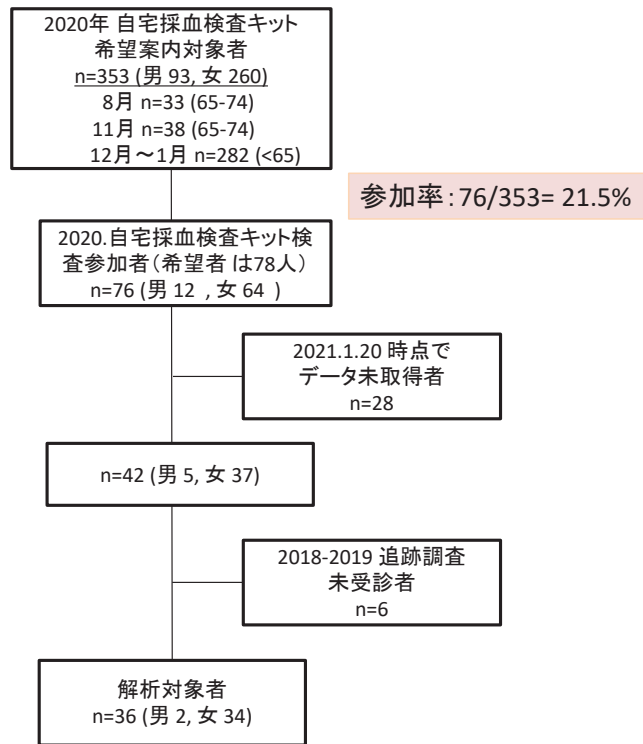 2020年 自宅採血検査キット
希望案内対象者
n=353 (男 93, 女 260)
8月 n=33 (65-74)
11月 n=38 (65-74)
12月～1月 n=282 (<65)
参加率：76/353= 21.5%
2020.自宅採血検査キット検
査参加者（希望者 は78人）
n=76 (男 12 , 女 64 )
2021.1.20 時点で
データ未取得者
n=28
n=42 (男 5, 女 37)
2018-2019 追跡調査
未受診者
n=6
解析対象者
n=36 (男 2, 女 34)